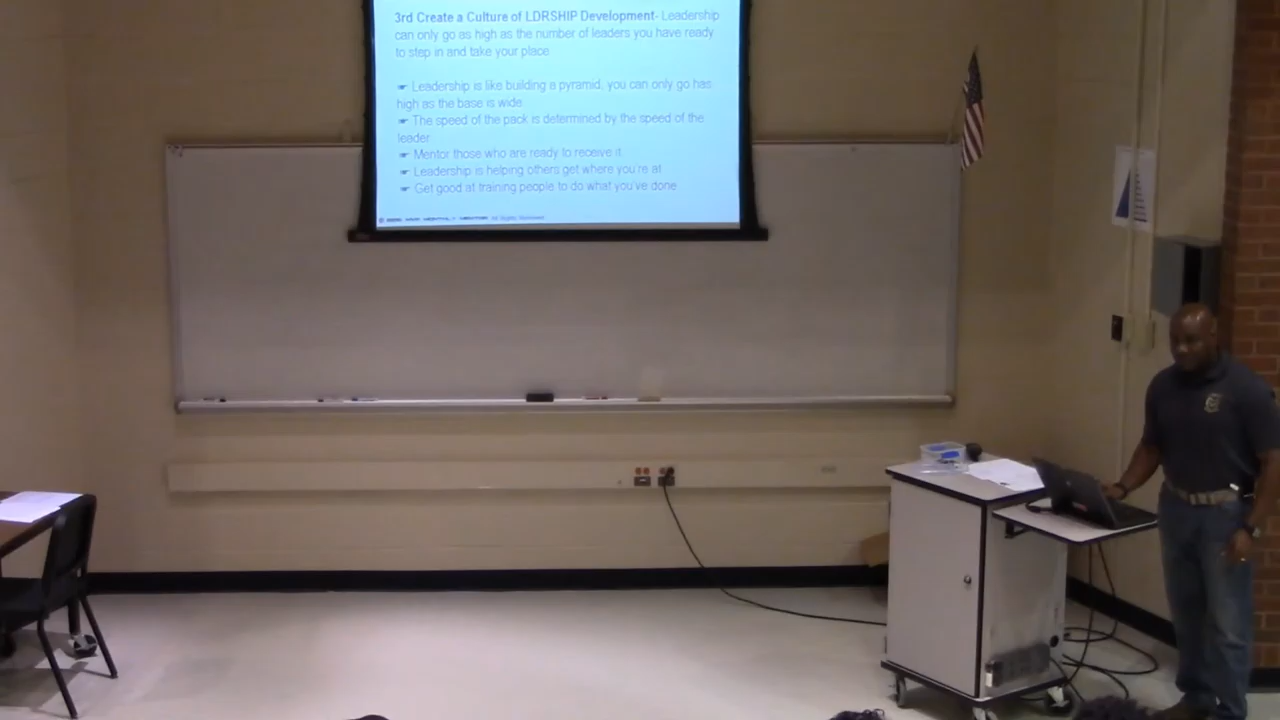 3rd Create a Culture of LDRSHIP Development- Leadership
can only go as high as the number of leaders you have ready
to step in and take your place
☛ Leadership is like building a pyramid, you can only go has
high as the base is wide.
☛ The speed of the pack is determined by the speed of the
leader
☛ Mentor those who are ready to receive it
☛ Leadership is helping others get where you're at
☛ Get good at training people to do what you've done
All Rights Reserved